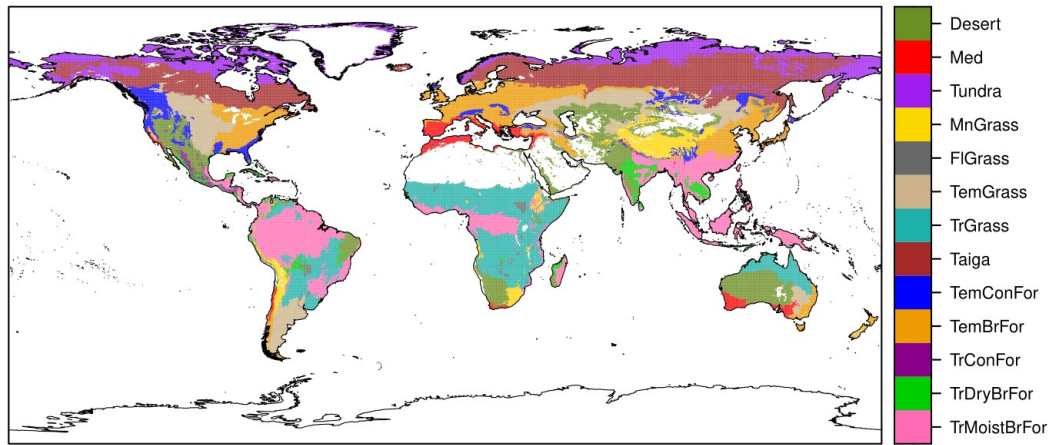 Desert
Med
Tundra
MnGrass
FlGrass
TemGrass
TrGrass
Taiga
TemConFor
TemBrFor
TrConFor
TrDryBrFor
TrMoistBrFor